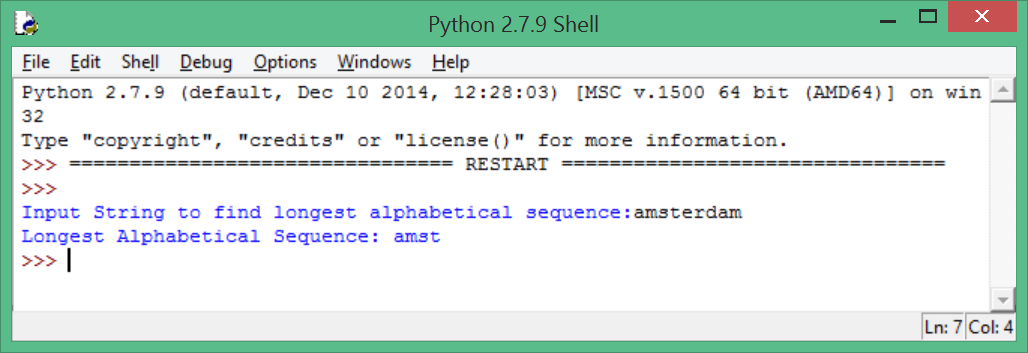 Python 2.7.9 Shell
File Edit Shell Debug Options Windows Help
Python 2.7.9 (default, Dec 10 2014, 12:28:03) [MSC v.1500 64 bit (AMD64)] on win
32
Type "copyright", "credits" or "license()" for more information.
>>> ================================ RESTART ================================
>>>
Input String to find longest alphabetical sequence:amsterdam
Longest Alphabetical Sequence: amst
>>>
Ln: 7 Col: 4